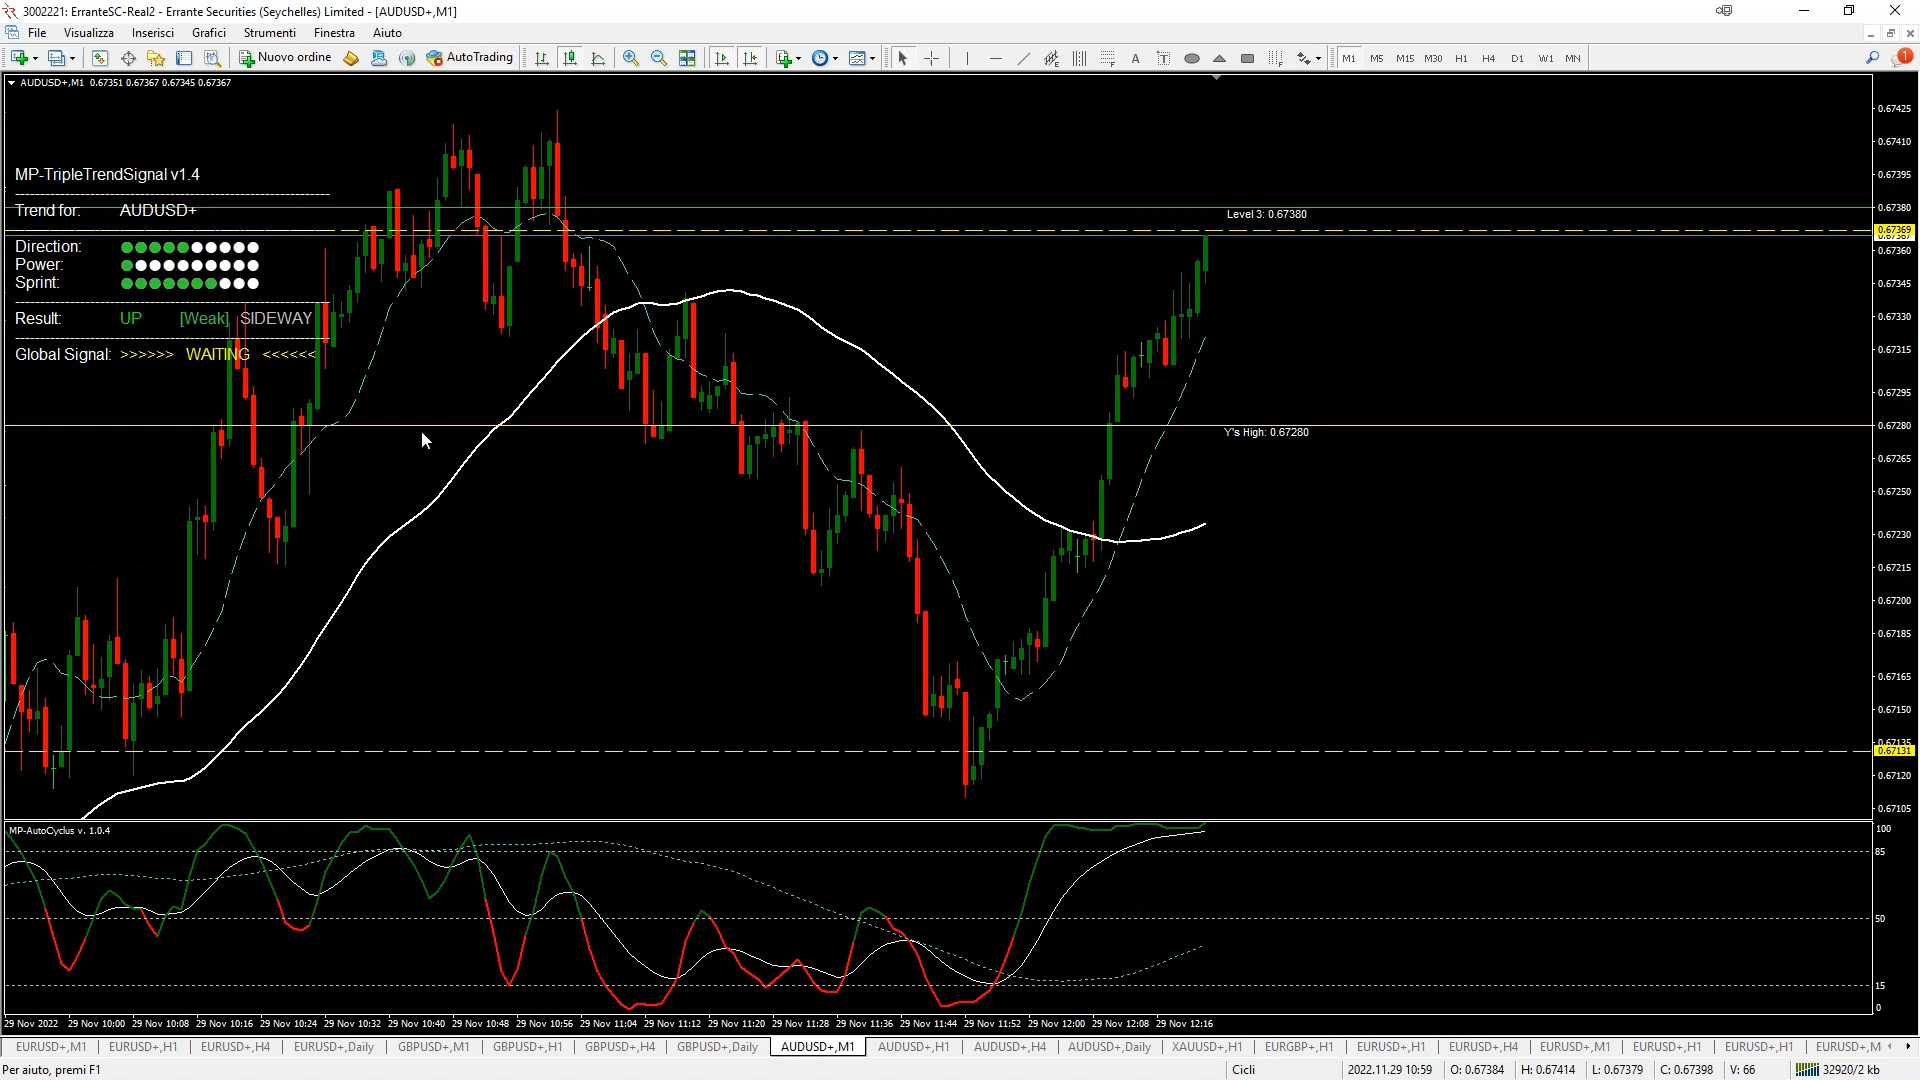 3002221: ErranteSC-Real2 - Errante Securities (Seychelles) Limited - [AUDUSD+,M1]
File Visualizza Inserisci Grafici Strumenti Finestra Aiuto
Nuovo ordine AutoTrading A T M1 M5 M15 M30 H1 H4 D1 W1 MN 1
AUDUSD+,M1 0.67351 0.67367 0.67345 0.67367
0.67425
0.67410
0.67395
MP-TripleTrendSignal v1.4
Trend for: AUDUSD+
Level 3: 0.67380
0.67380
0.67369
0.67367
Direction:
0.67360
Power:
Sprint:
0.67345
Result: UP [Weak] SIDEWAY
0.67330
Global Signal: >>>>>> WAITING <<<<<<
0.67315
0.67295
0.67280
Y's High: 0.67280
0.67265
0.67250
0.67230
0.67215
0.67200
0.67185
0.67165
0.67150
0.67135
0.67131
0.67120
0.67105
MP-AutoCyclus v. 1.0.4
100
85
50
15
0
29 Nov 2022 29 Nov 10:00 29 Nov 10:08 29 Nov 10:16 29 Nov 10:24 29 Nov 10:32 29 Nov 10:40 29 Nov 10:48 29 Nov 10:56 29 Nov 11:04 29 Nov 11:12 29 Nov 11:20 29 Nov 11:28 29 Nov 11:36 29 Nov 11:44 29 Nov 11:52 29 Nov 12:00 29 Nov 12:08 29 Nov 12:16
EURUSD+,M1 EURUSD+,H1 EURUSD+,H4 EURUSD+,Daily GBPUSD+,M1 GBPUSD+,H1 GBPUSD+,H4 GBPUSD+,Daily AUDUSD+,M1 AUDUSD+,H1 AUDUSD+,H4 AUDUSD+,Daily XAUUSD+,H1 EURGBP+,H1 EURUSD+,H1 EURUSD+,H4 EURUSD+,M1 EURUSD+,H1 EURUSD+,H1 EURUSD+,M
Per aiuto, premi F1 Cicli 2022.11.29 10:59 O: 0.67384 H: 0.67414 L: 0.67379 C: 0.67398 V: 66 32920/2 kb